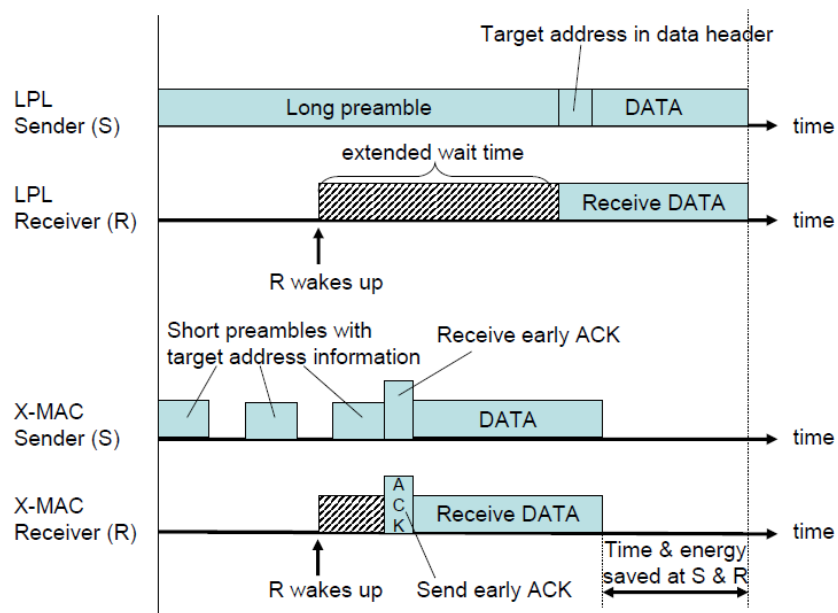 Target address in data header
LPL
Sender (S)
Long preamble
DATA
time
extended wait time
LPL
Receiver (R)
Receive DATA
time
R wakes up
Short preambles with
target address information
Receive early ACK
X-MAC
Sender (S)
DATA
time
X-MAC
Receiver (R)
A
C
K
Receive DATA
time
R wakes up
Send early ACK
Time & energy
saved at S & R